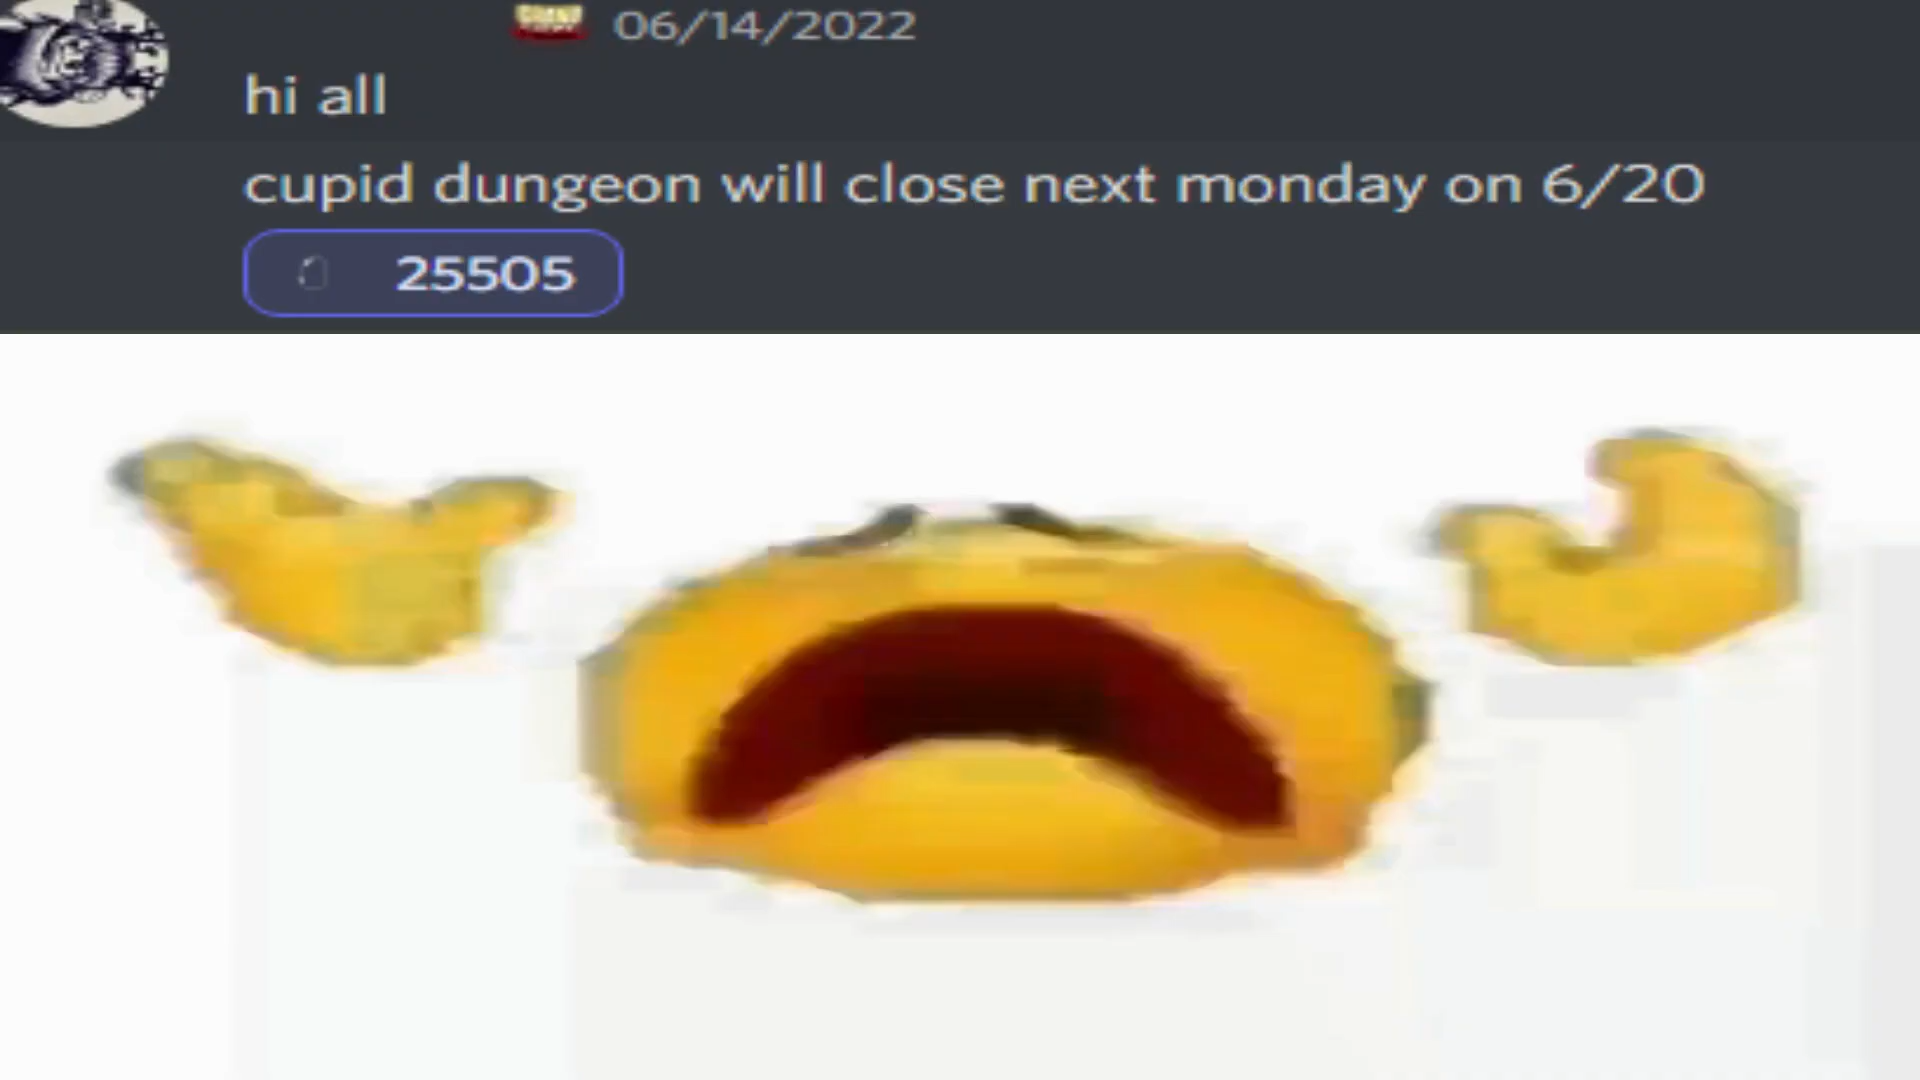 06/14/2022
hi all
cupid dungeon will close next monday on 6/20
25505